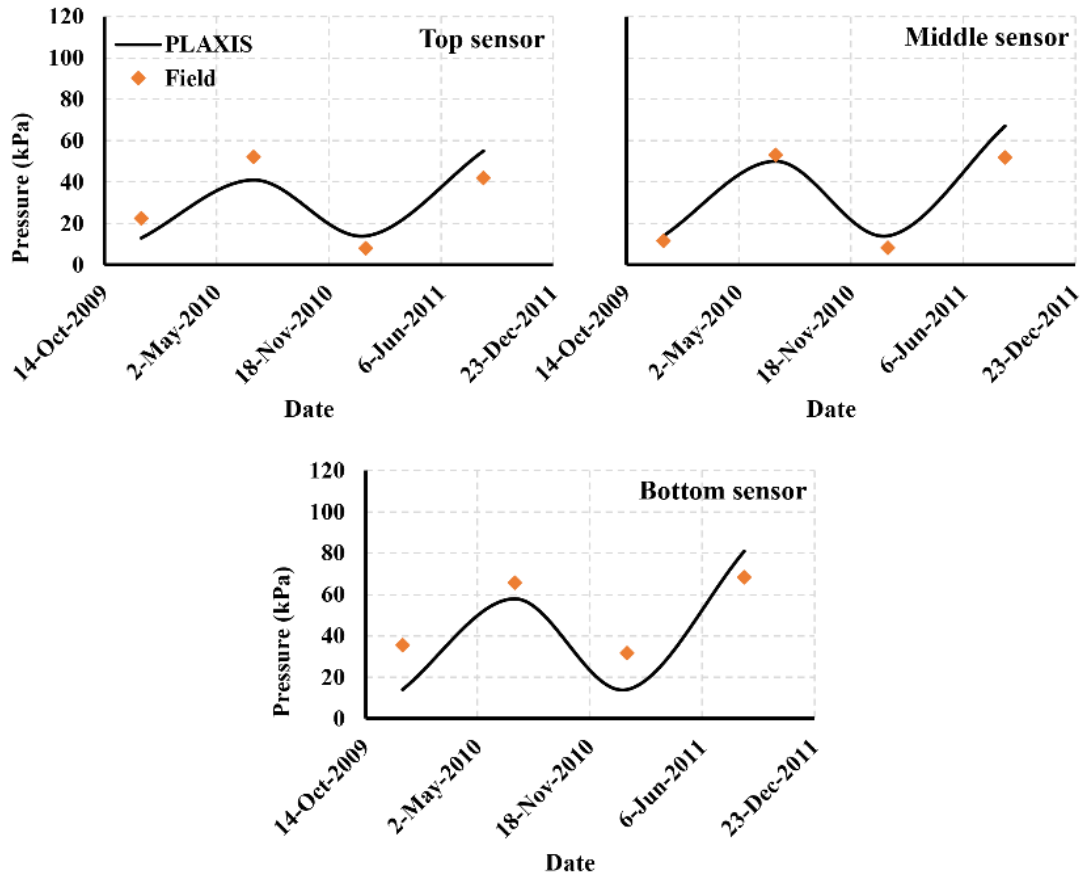 Top sensor
PLAXIS
Field
Pressure (kPa)
120
100
80
60
40
20
0
14-Oct-2009
2-May-2010
18-Nov-2010
6-Jun-2011
23-Dec-2011
Date
Middle sensor
14-Oct-2009
2-May-2010
18-Nov-2010
6-Jun-2011
23-Dec-2011
Date
Bottom sensor
Pressure (kPa)
120
100
80
60
40
20
0
14-Oct-2009
2-May-2010
18-Nov-2010
6-Jun-2011
23-Dec-2011
Date